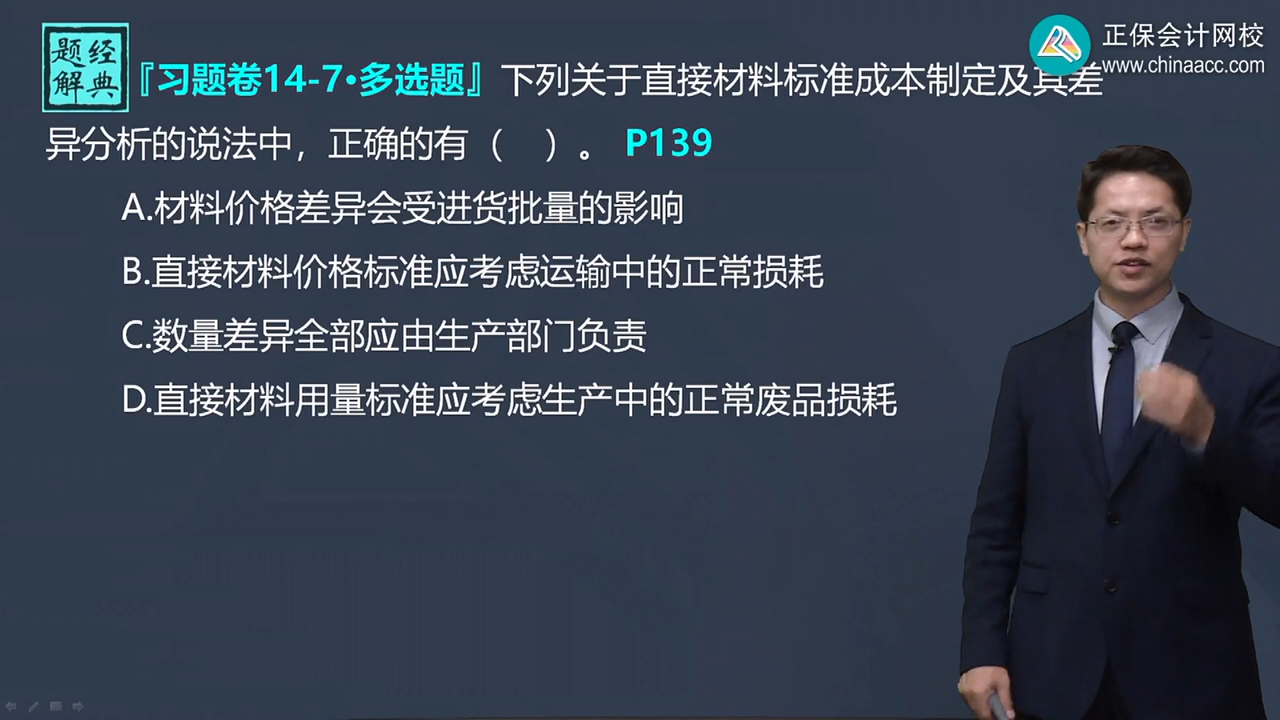 经典
题解
正保会计网校
www.chinaacc.com
『习题卷14-7•多选题』下列关于直接材料标准成本制定及其差
异分析的说法中，正确的有（ ）。 P139
A.材料价格差异会受进货批量的影响
B.直接材料价格标准应考虑运输中的正常损耗
C.数量差异全部应由生产部门负责
D.直接材料用量标准应考虑生产中的正常废品损耗